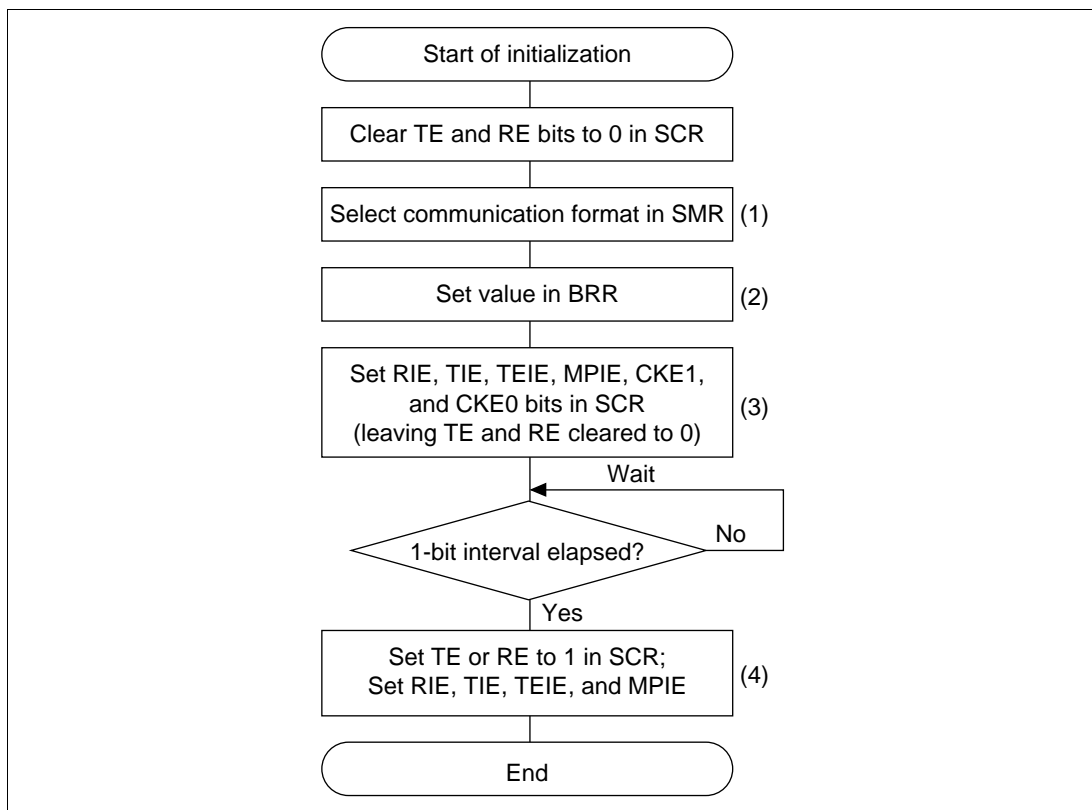 Start of initialization
Clear TE and RE bits to 0 in SCR
Select communication format in SMR
(1)
Set value in BRR
(2)
Set RIE, TIE, TEIE, MPIE, CKE1,
and CKE0 bits in SCR
(leaving TE and RE cleared to 0)
(3)
Wait
1-bit interval elapsed?
No
Yes
Set TE or RE to 1 in SCR;
Set RIE, TIE, TEIE, and MPIE
(4)
End